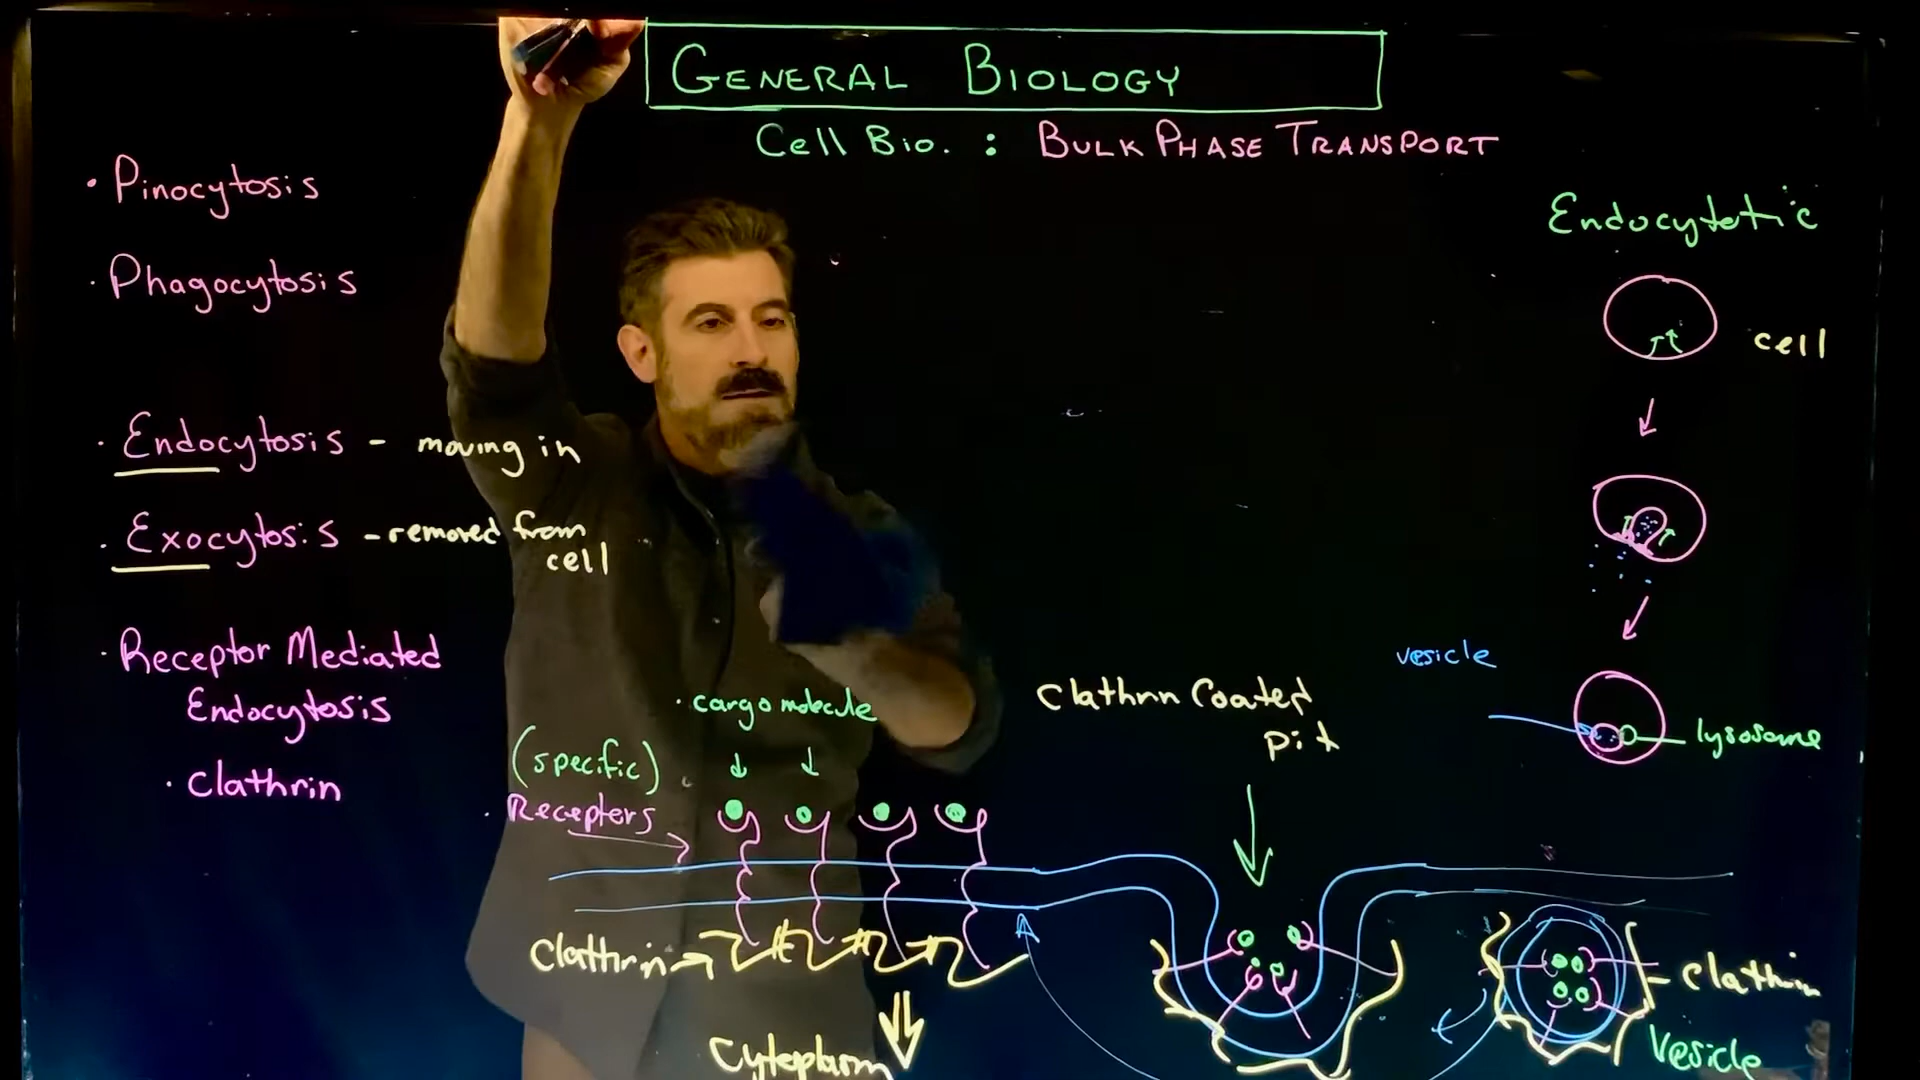 GENERAL BIOLOGY
Cell Bio. : BULK PHASE TRANSPORT
• Pinocytosis
• Phagocytosis
• Endocytosis - moving in
• Exocytosis - removed from
cell
• Receptor Mediated
Endocytosis
• Clathrin
Endocytotic
cell
vesicle
lysosome
• cargo molecule
(specific)
• Recepters
Clathrin
Cytoplasm
Clathrin Coated
pit
Clathrin
Vesicle